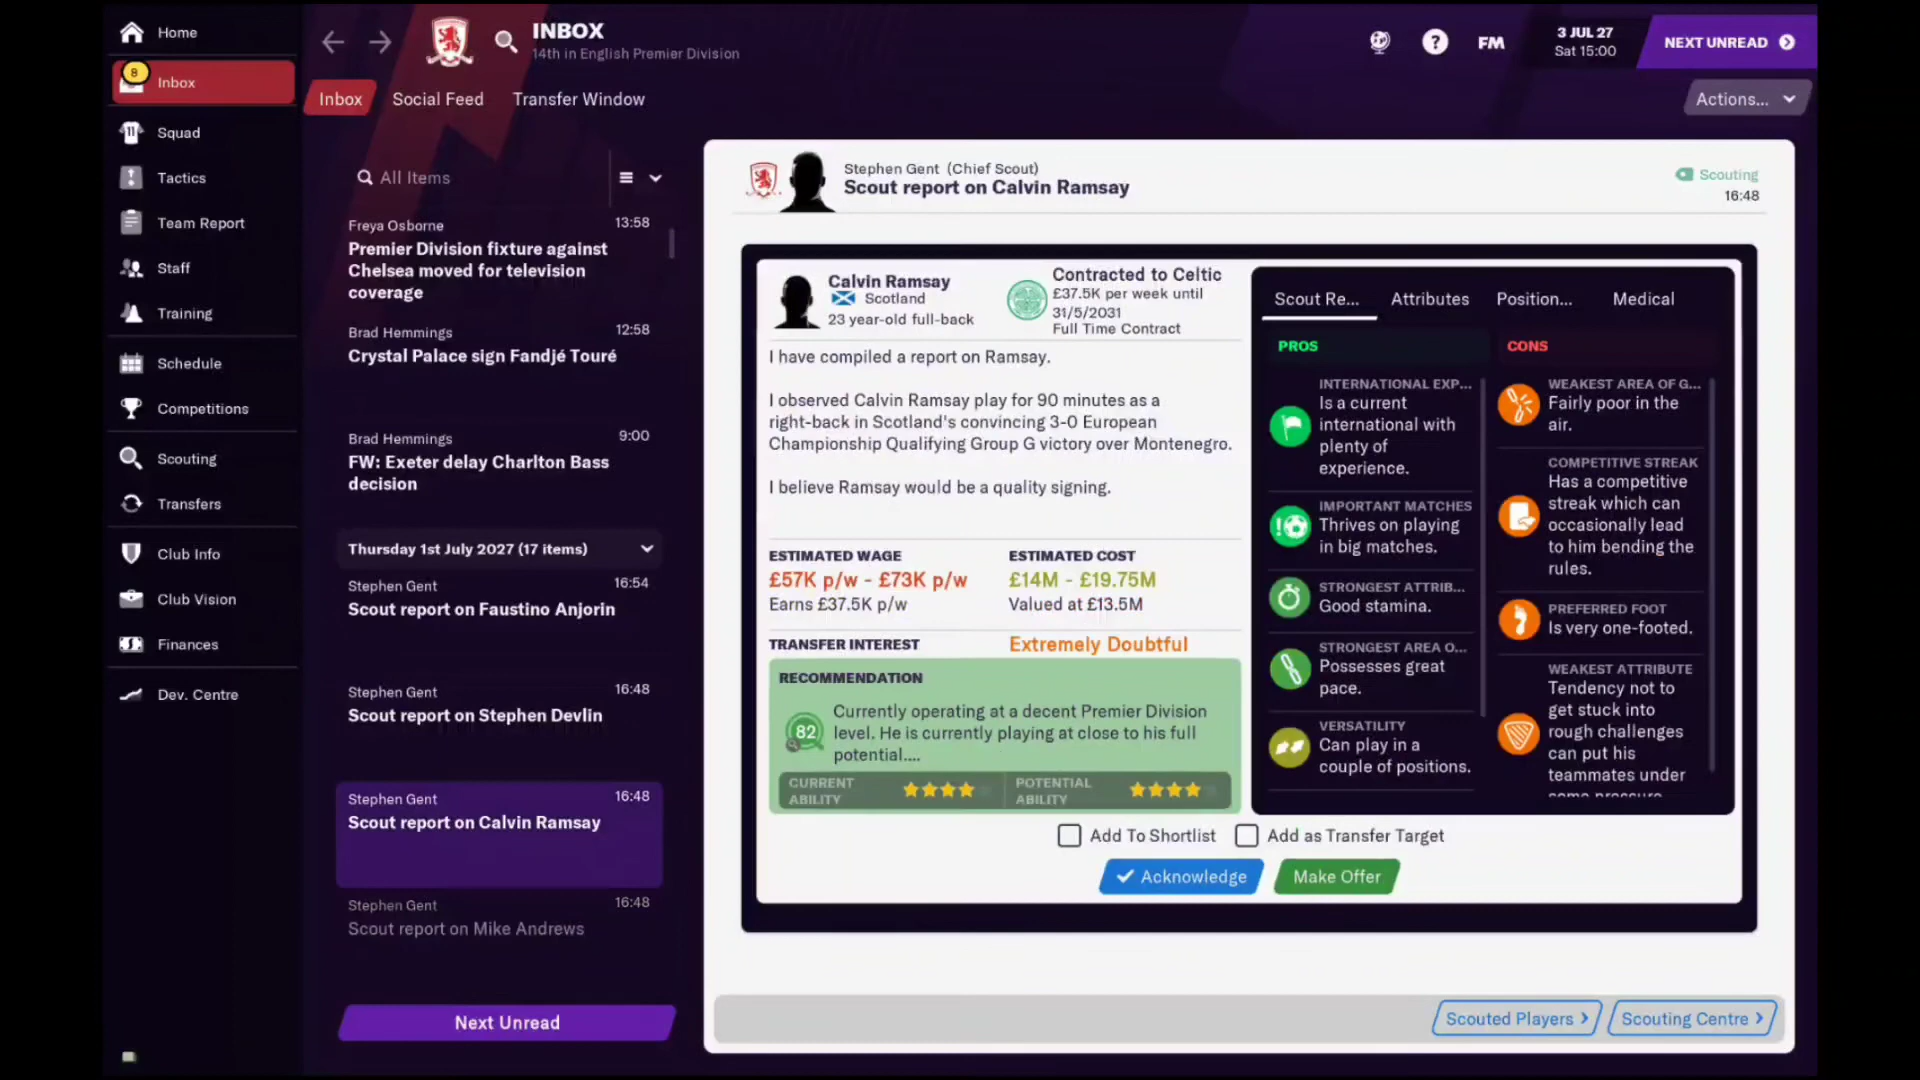 Home
8
Inbox
Squad
Tactics
Team Report
Staff
Training
Schedule
Competitions
Scouting
Transfers
Club Info
Club Vision
Finances
Dev. Centre
INBOX
14th in English Premier Division
?
FM
3 JUL 27
Sat 15:00
NEXT UNREAD
Inbox
Social Feed
Transfer Window
Actions...
All Items
Freya Osborne
13:58
Premier Division fixture against
Chelsea moved for television
coverage
Brad Hemmings
12:58
Crystal Palace sign Fandjé Touré
Brad Hemmings
9:00
FW: Exeter delay Charlton Bass
decision
Thursday 1st July 2027 (17 items)
Stephen Gent
16:54
Scout report on Faustino Anjorin
Stephen Gent
16:48
Scout report on Stephen Devlin
Stephen Gent
16:48
Scout report on Calvin Ramsay
Stephen Gent
16:48
Scout report on Mike Andrews
Next Unread
Stephen Gent (Chief Scout)
Scout report on Calvin Ramsay
Scouting
16:48
Calvin Ramsay
Scotland
23 year-old full-back
Contracted to Celtic
£37.5K per week until
31/5/2031
Full Time Contract
I have compiled a report on Ramsay.
I observed Calvin Ramsay play for 90 minutes as a
right-back in Scotland's convincing 3-0 European
Championship Qualifying Group G victory over Montenegro.
I believe Ramsay would be a quality signing.
ESTIMATED WAGE
£57K p/w - £73K p/w
Earns £37.5K p/w
ESTIMATED COST
£14M - £19.75M
Valued at £13.5M
TRANSFER INTEREST
Extremely Doubtful
RECOMMENDATION
82
Currently operating at a decent Premier Division
level. He is currently playing at close to his full
potential....
CURRENT
ABILITY
POTENTIAL
ABILITY
Scout Re...
Attributes
Position...
Medical
PROS
INTERNATIONAL EXP...
Is a current
international with
plenty of
experience.
IMPORTANT MATCHES
Thrives on playing
in big matches.
STRONGEST ATTRIB...
Good stamina.
STRONGEST AREA O...
Possesses great
pace.
VERSATILITY
Can play in a
couple of positions.
CONS
WEAKEST AREA OF G...
Fairly poor in the
air.
COMPETITIVE STREAK
Has a competitive
streak which can
occasionally lead
to him bending the
rules.
PREFERRED FOOT
Is very one-footed.
WEAKEST ATTRIBUTE
Tendency not to
get stuck into
rough challenges
can put his
teammates under
some pressure
Add To Shortlist
Add as Transfer Target
Acknowledge
Make Offer
Scouted Players
Scouting Centre